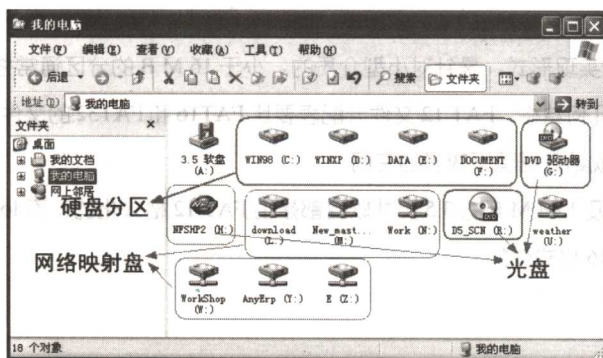 我的电脑
文件(F) 编辑(E) 查看(V) 收藏(A) 工具(T) 帮助(H)
后退 搜索 文件夹
地址(D) 我的电脑 转到
文件夹 ×
桌面
我的文档
我的电脑
网上邻居
3.5 软盘 (A:)
WIN98 (C:)
WINXP (D:)
DATA (E:)
DOCUMENT (F:)
DVD 驱动器 (G:)
硬盘分区
NFSHP2 (H:)
download (L:)
New_mast... (M:)
Work (N:)
D5_SCN (R:)
weather (U:)
网络映射盘
光盘
WorkShop (W:)
AnyErp (Y:)
E (Z:)
18 个对象
我的电脑